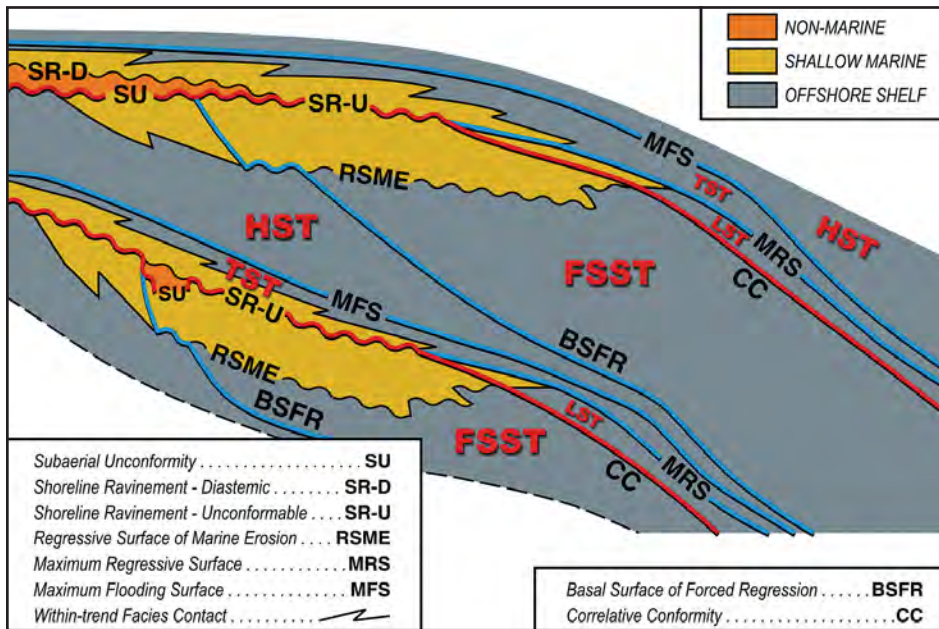 NON-MARINE
SHALLOW MARINE
OFFSHORE SHELF
SR-D
SU
SR-U
MFS
RSME
TST
HST
LST
MRS
HST
CC
FSST
TST
SU
SR-U
MFS
RSME
BSFR
BSFR
LST
FSST
MRS
CC
Subaerial Unconformity . . . . . . . . . . . . . . . . . SU
Shoreline Ravinement - Diastemic . . . . . . . . SR-D
Shoreline Ravinement - Unconformable . . . . SR-U
Regressive Surface of Marine Erosion . . . . RSME
Maximum Regressive Surface . . . . . . . . . . . . MRS
Maximum Flooding Surface . . . . . . . . . . . . . MFS
Within-trend Facies Contact . . . . . . .
Basal Surface of Forced Regression . . . . . . BSFR
Correlative Conformity . . . . . . . . . . . . . . . . . . . . CC